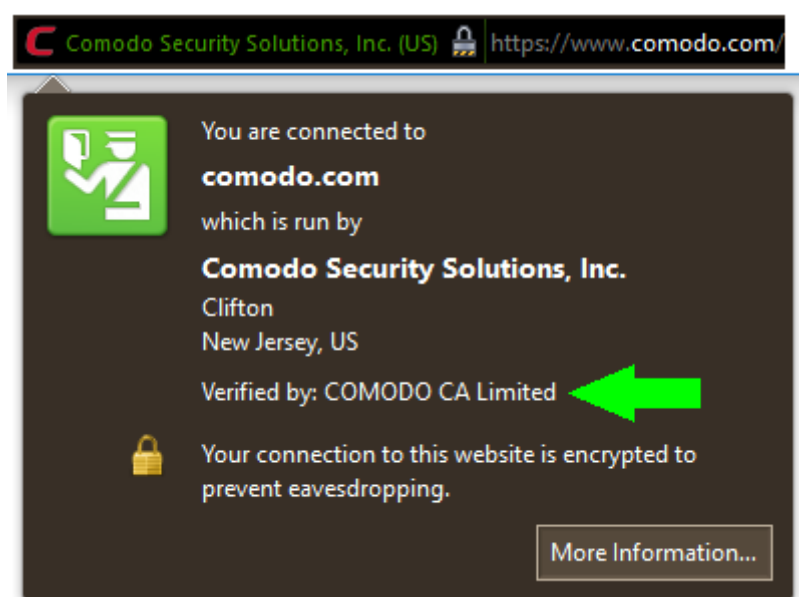 Comodo Security Solutions, Inc. (US) https://www.comodo.com/
You are connected to
comodo.com
which is run by
Comodo Security Solutions, Inc.
Clifton
New Jersey, US
Verified by: COMODO CA Limited
Your connection to this website is encrypted to
prevent eavesdropping.
More Information...